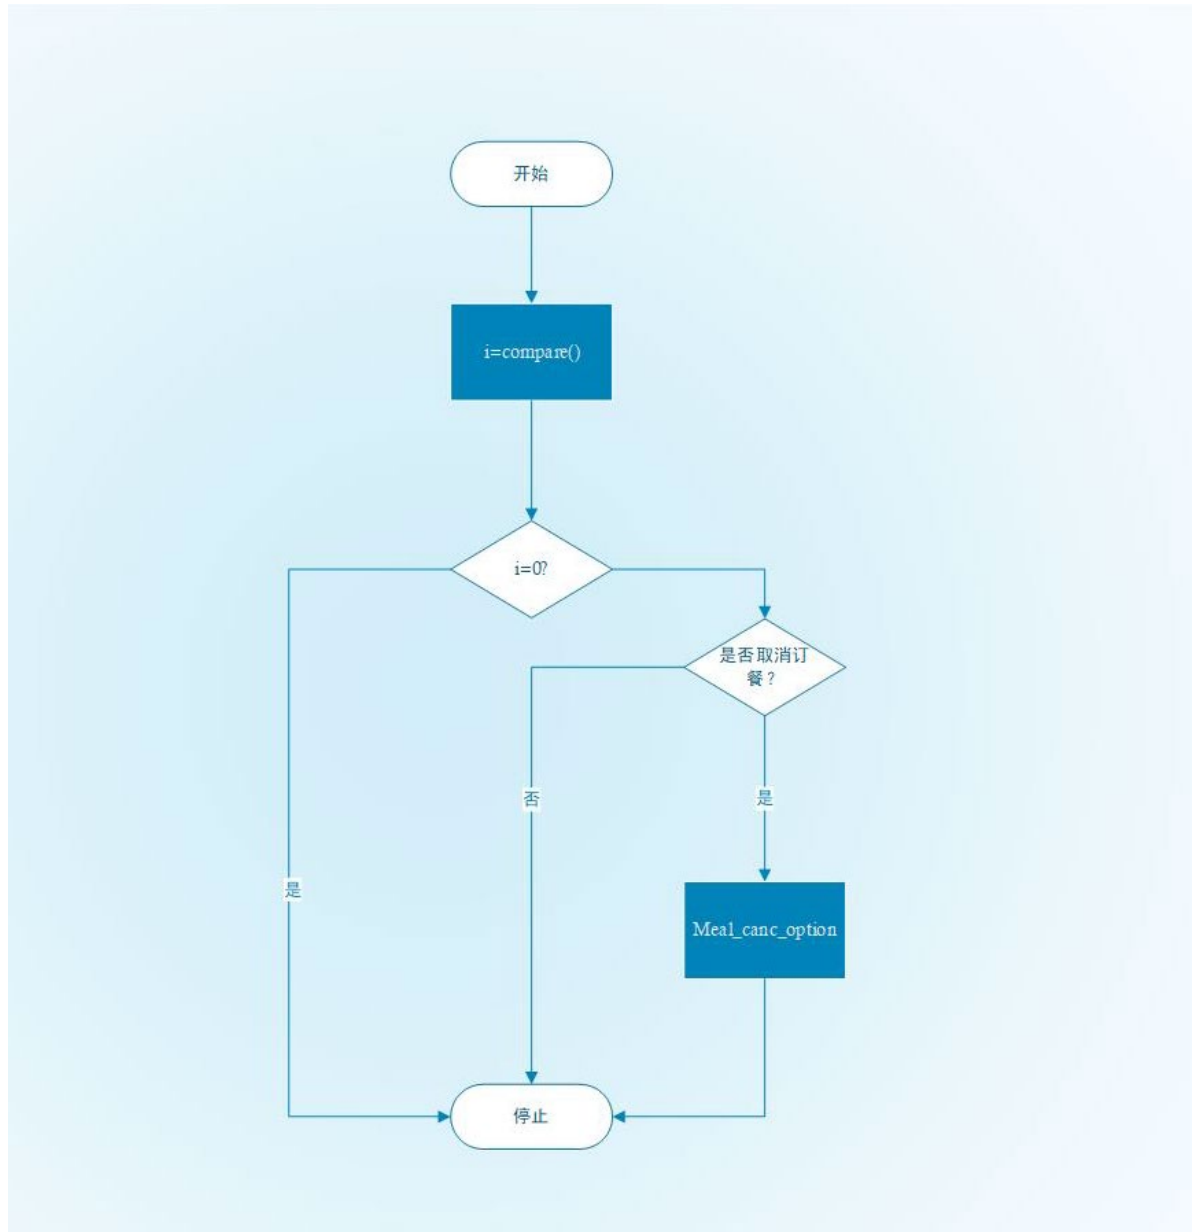 开始
i=compare()
i=0?
是否取消订
餐？
否
是
是
Meal_canc_option
停止